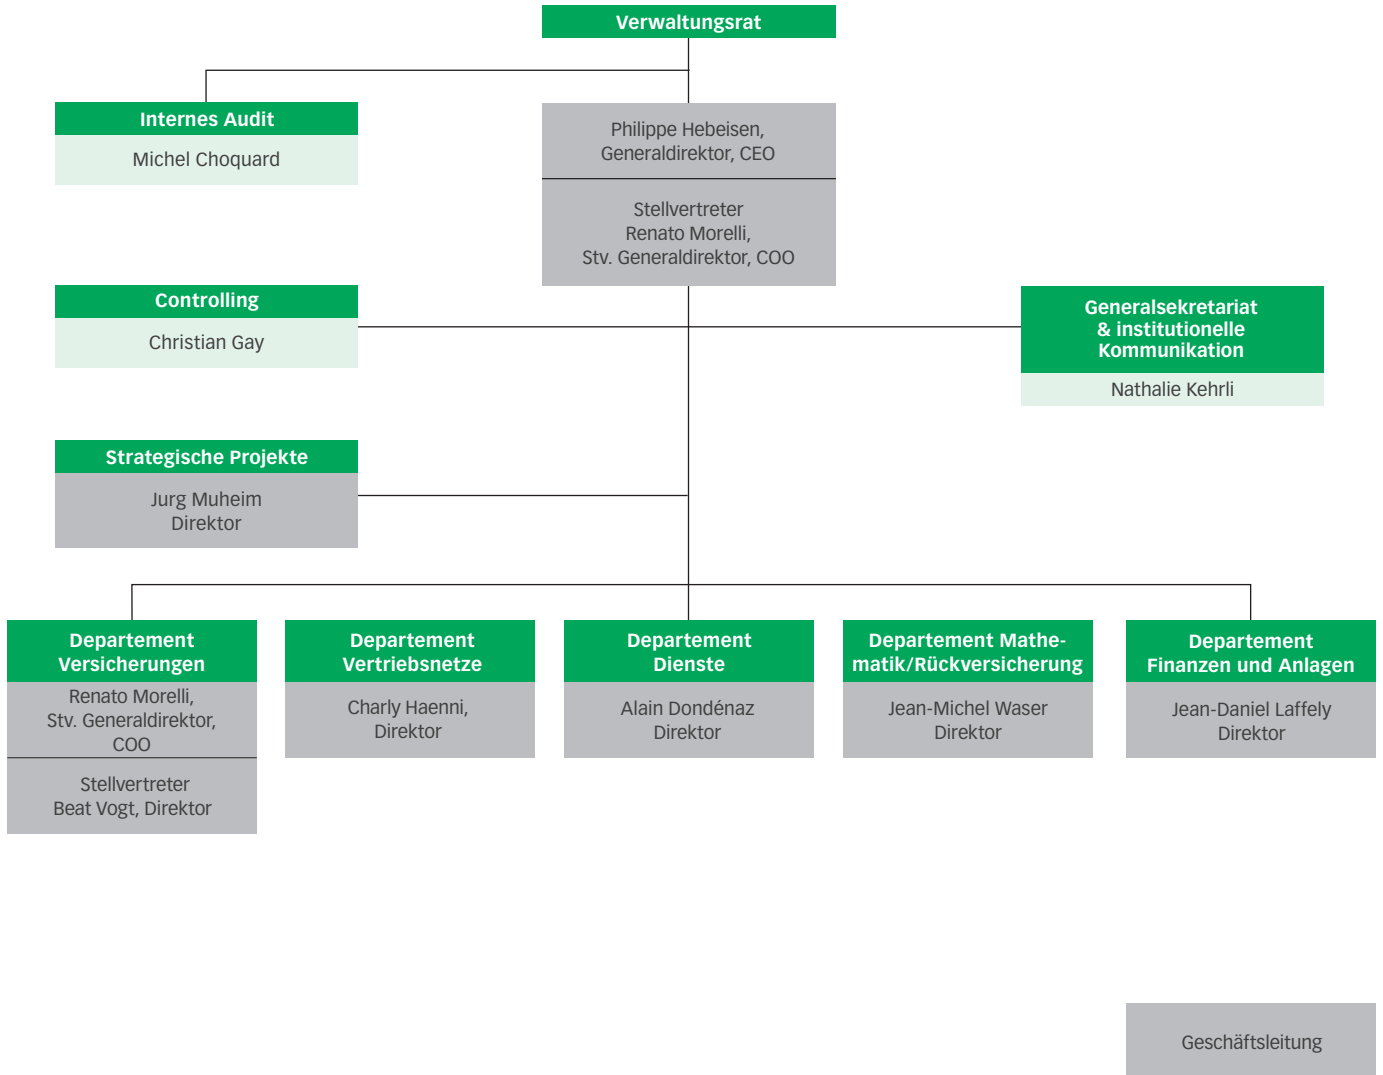 Verwaltungsrat
Internes Audit
Michel Choquard
Philippe Hebeisen,
Generaldirektor, CEO
Stellvertreter
Renato Morelli,
Stv. Generaldirektor, COO
Controlling
Christian Gay
Generalsekretariat
& institutionelle
Kommunikation
Nathalie Kehrli
Strategische Projekte
Jurg Muheim
Direktor
Departement
Versicherungen
Renato Morelli,
Stv. Generaldirektor,
COO
Stellvertreter
Beat Vogt, Direktor
Departement
Vertriebsnetze
Charly Haenni,
Direktor
Departement
Dienste
Alain Dondénaz
Direktor
Departement Mathe-
matik/Rückversicherung
Jean-Michel Waser
Direktor
Departement
Finanzen und Anlagen
Jean-Daniel Laffely
Direktor
Geschäftsleitung